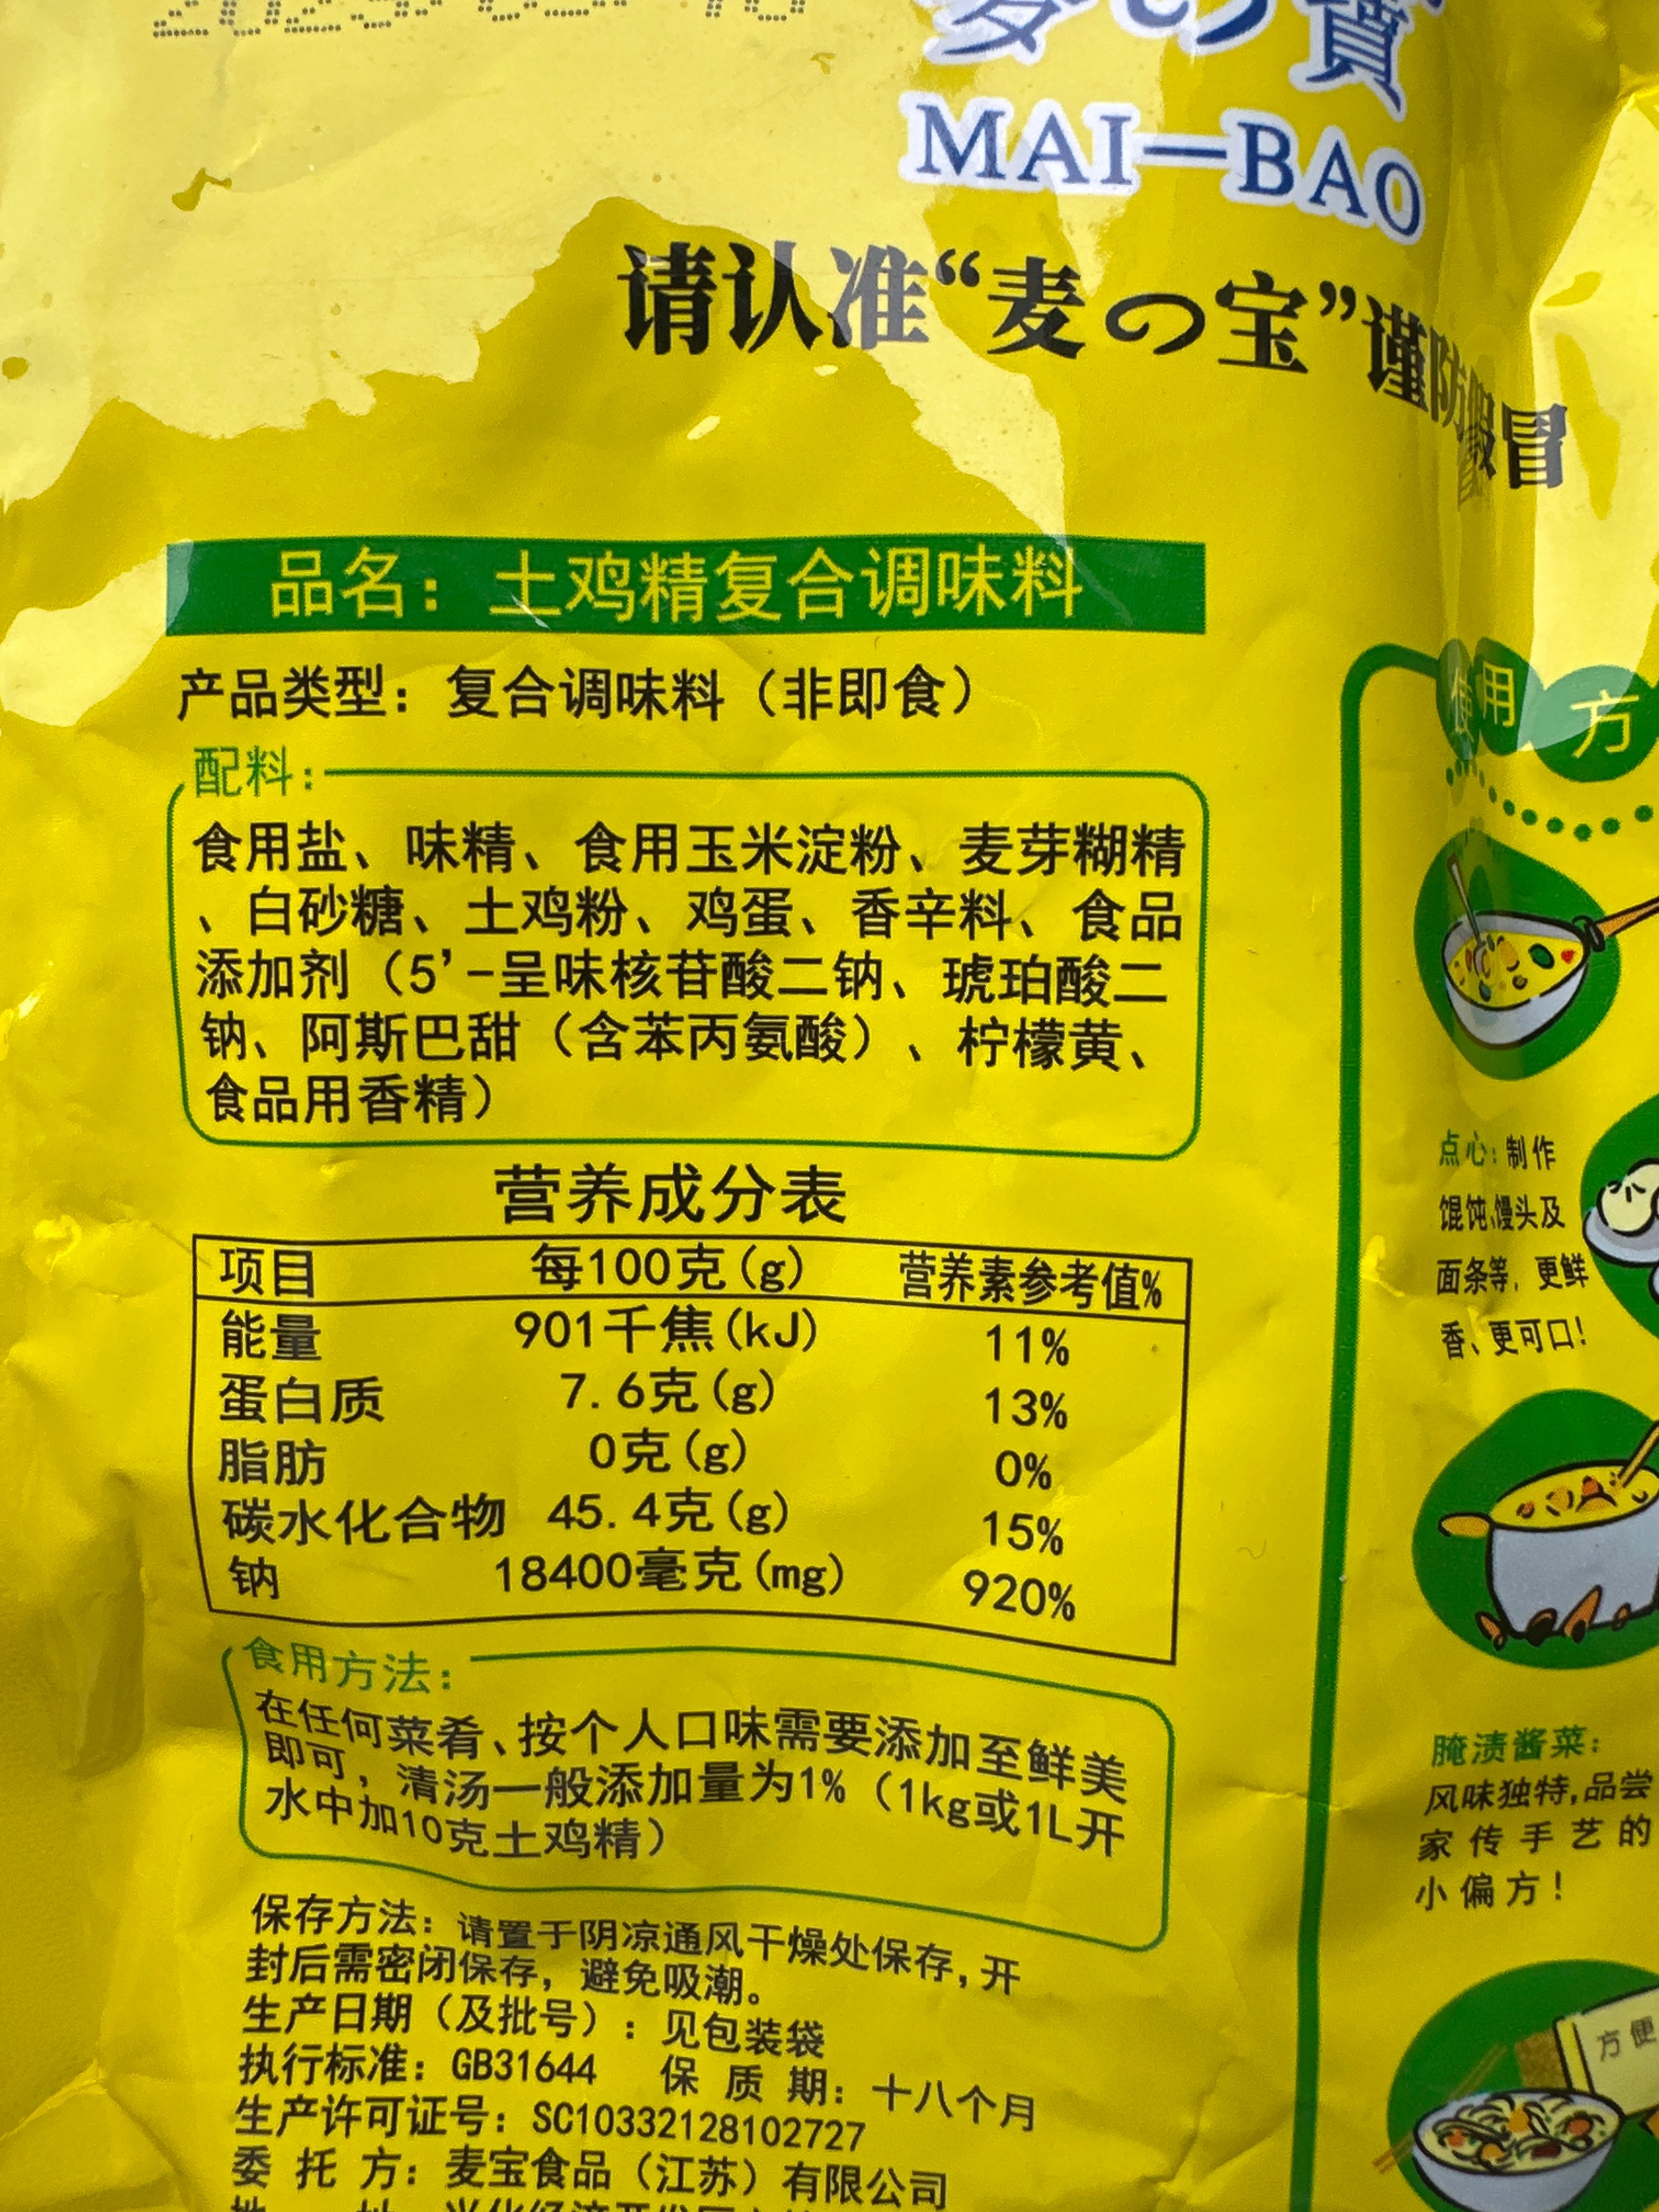 MAI—BAO
请认准“麦の宝”谨防假冒
品名：土鸡精复合调味料
产品类型：复合调味料（非即食）
配料：
食用盐、味精、食用玉米淀粉、麦芽糊精
、白砂糖、土鸡粉、鸡蛋、香辛料、食品
添加剂（5’-呈味核苷酸二钠、琥珀酸二
钠、阿斯巴甜（含苯丙氨酸）、柠檬黄、
食品用香精）
营养成分表
项目 每100克(g) 营养素参考值%
能量 901千焦(kJ) 11%
蛋白质 7.6克(g) 13%
脂肪 0克(g) 0%
碳水化合物 45.4克(g) 15%
钠 18400毫克(mg) 920%
食用方法：
在任何菜肴、按个人口味需要添加至鲜美
即可，清汤一般添加量为1%（1kg或1L开
水中加10克土鸡精）
保存方法：请置于阴凉通风干燥处保存，开
封后需密闭保存，避免吸潮。
生产日期（及批号）：见包装袋
执行标准：GB31644 保质期：十八个月
生产许可证号：SC10332128102727
委托方：麦宝食品（江苏）有限公司
使用方
点心：制作
馄饨、馒头及
面条等，更鲜
香、更可口！
腌渍酱菜：
风味独特，品尝
家传手艺的
小偏方！
方便